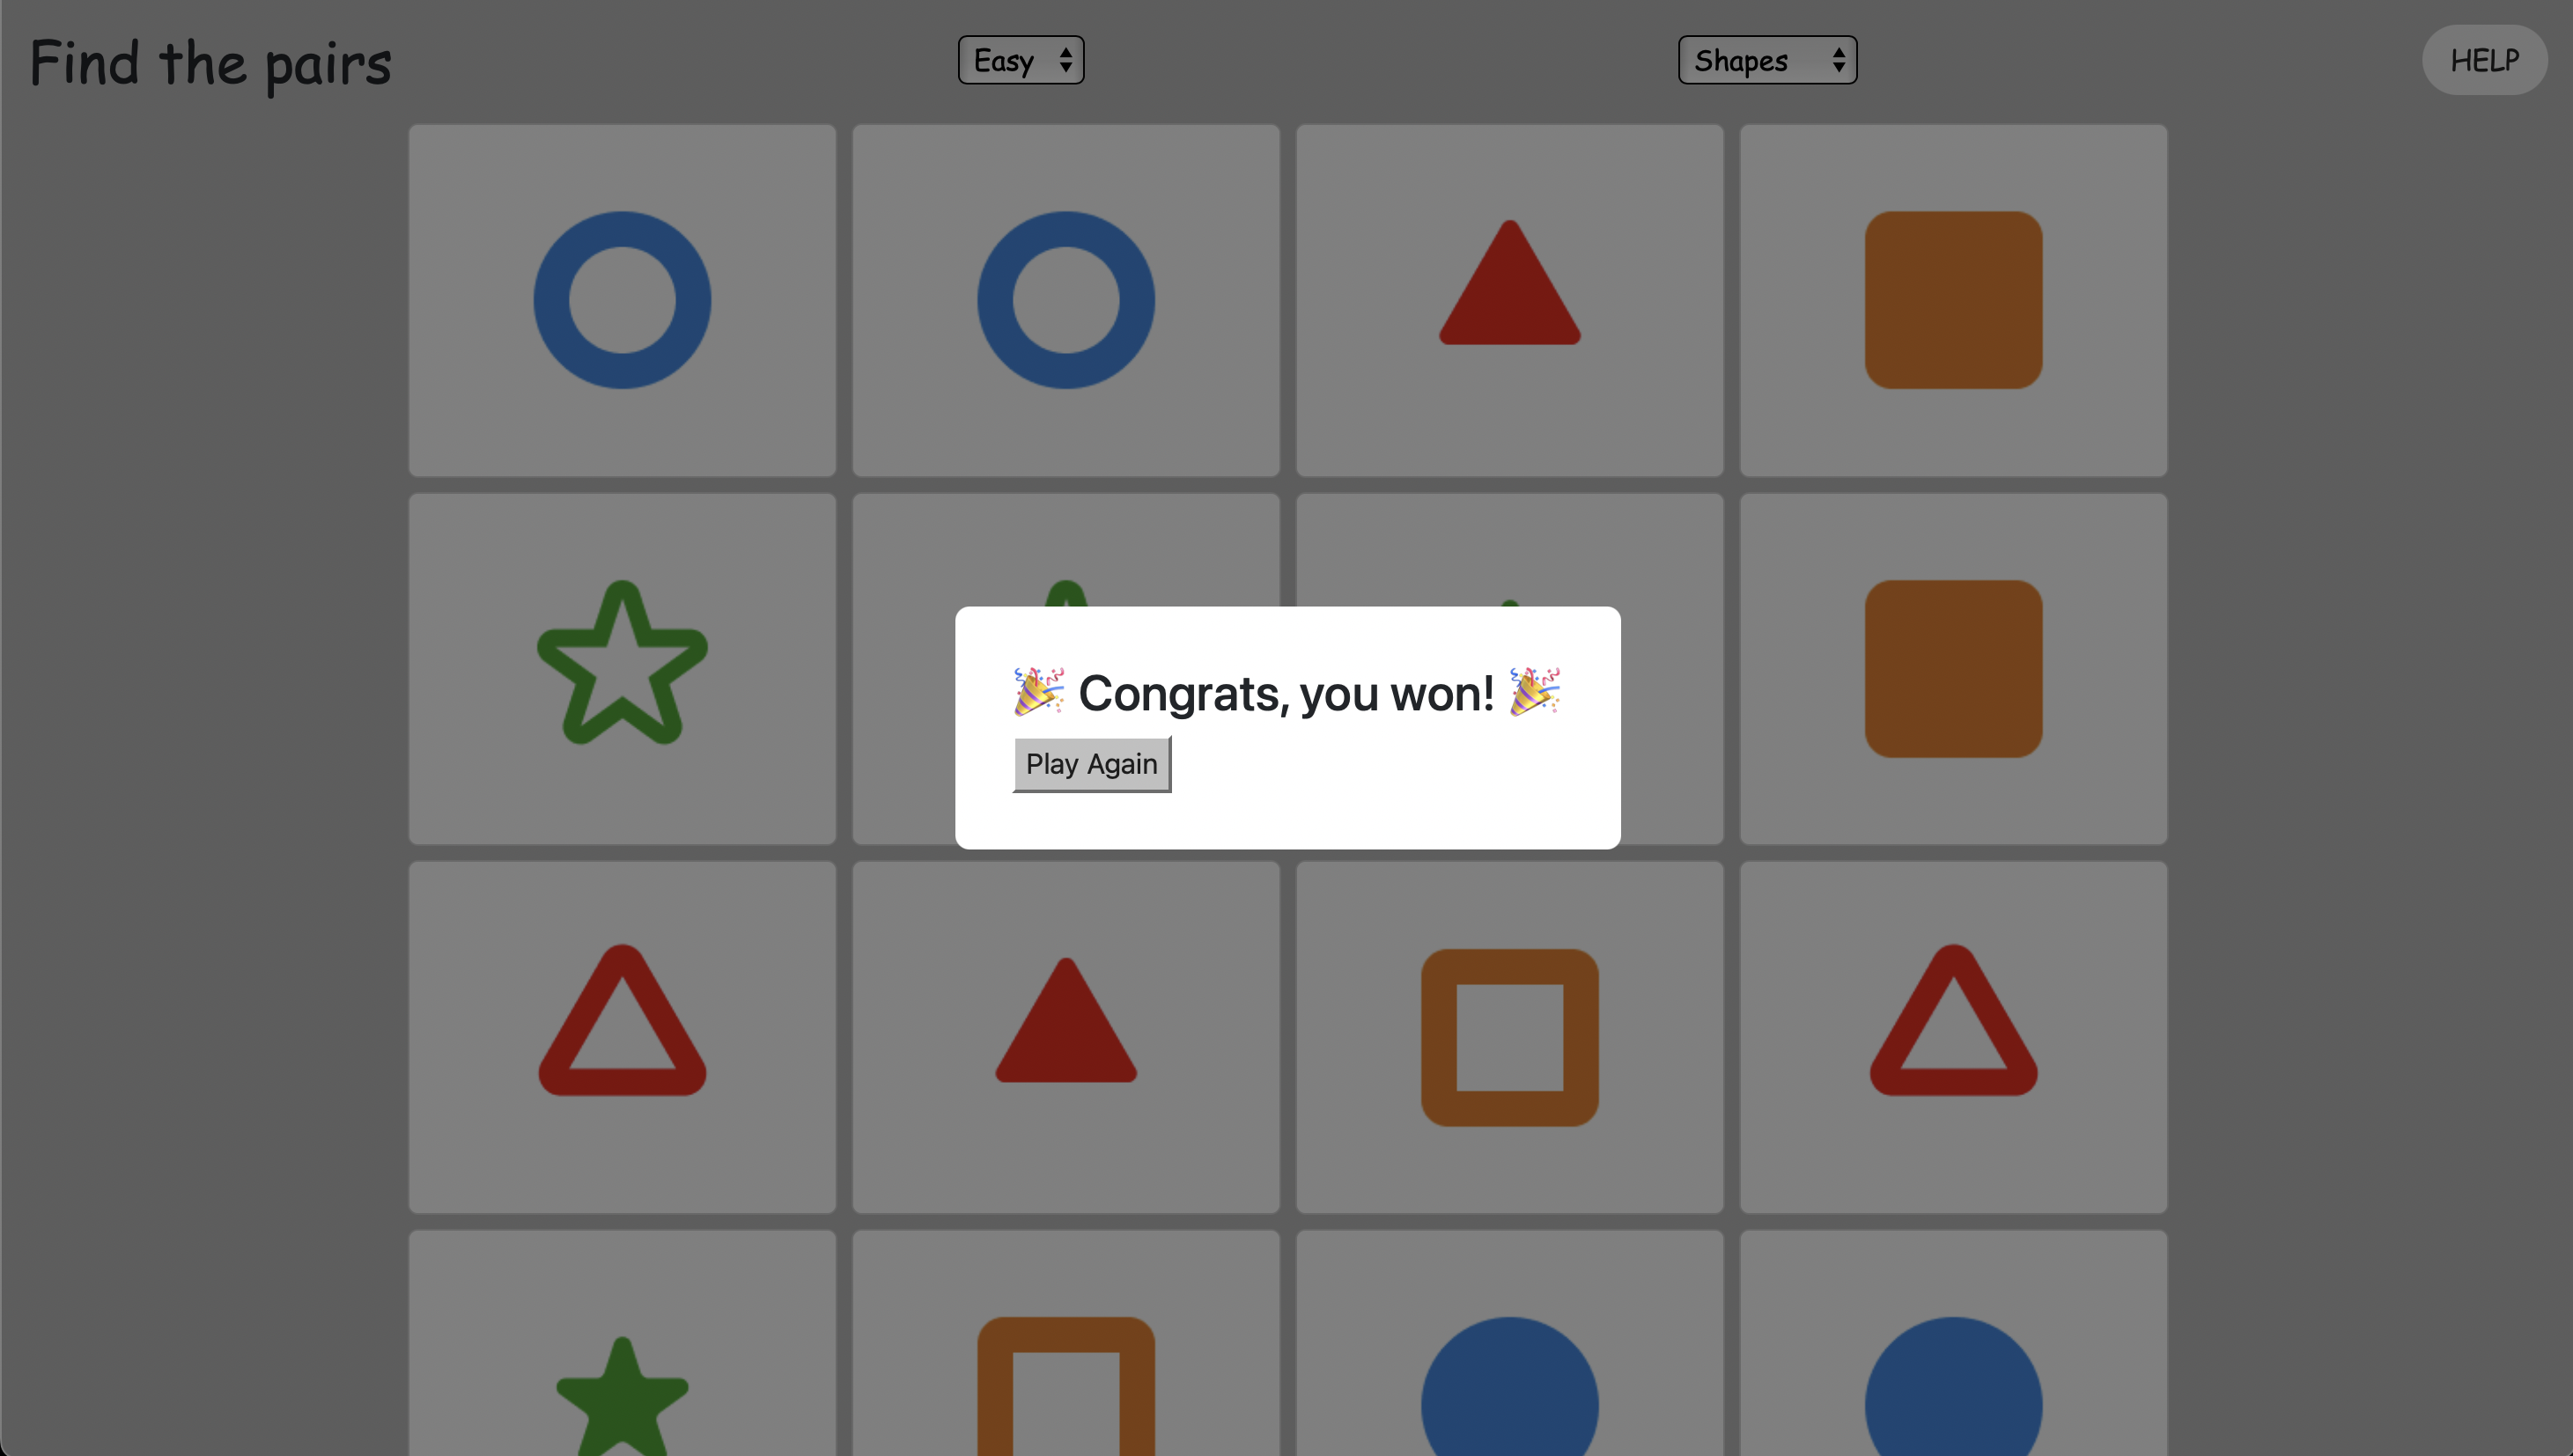 Find the pairs
Easy
Shapes
HELP
🎉 Congrats, you won! 🎉
Play Again